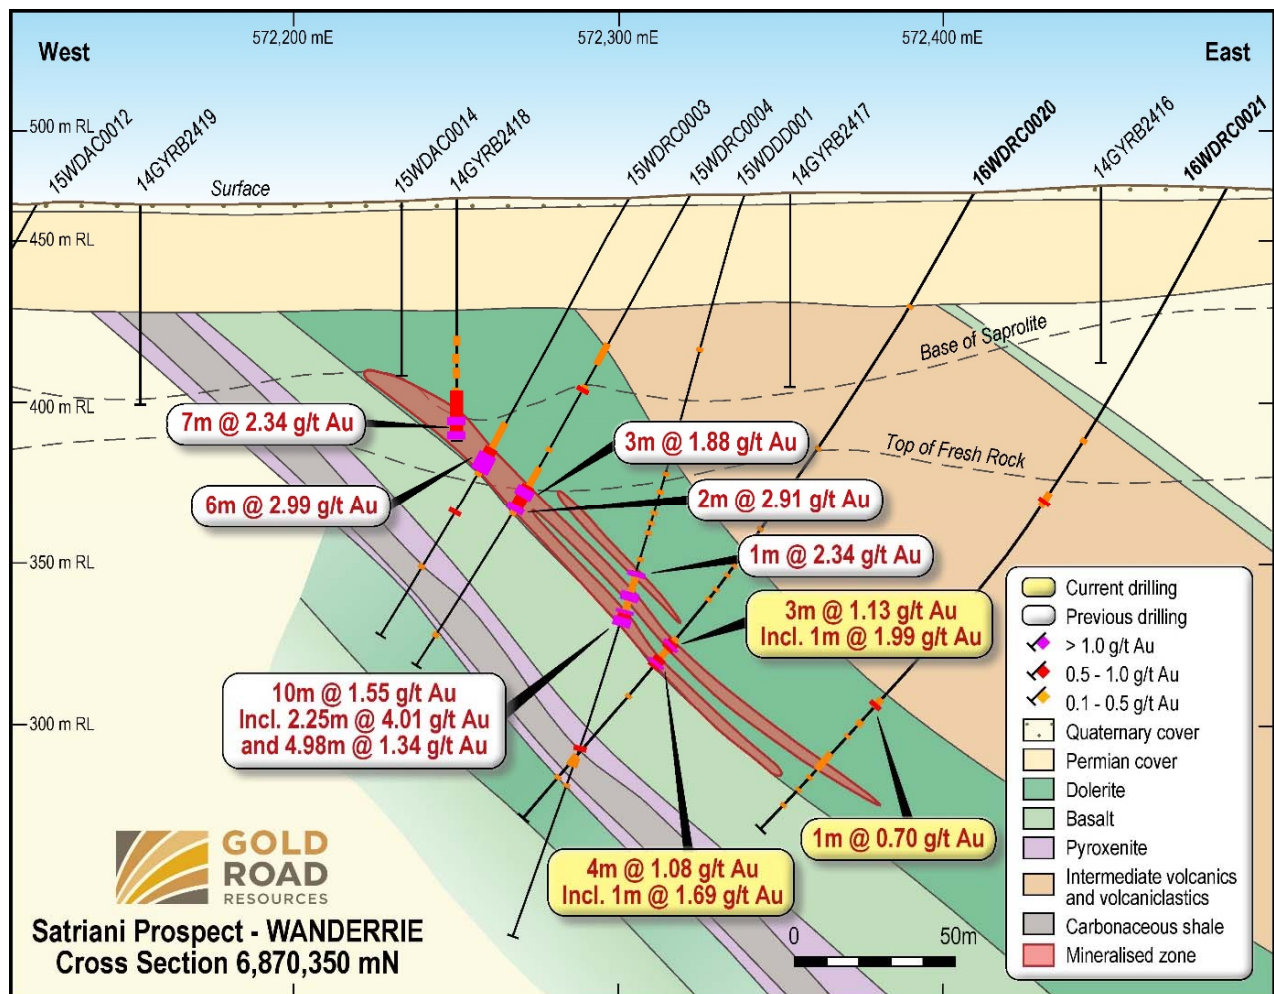 572,200 mE
572,300 mE
572,400 mE
West
East
500 m RL
15WDAC0012
14GYRB2419
15WDAC0014
14GYRB2418
15WDRC0003
15WDRC0004
15WDDD001
14GYRB2417
16WDRC0020
14GYRB2416
16WDRC0021
Surface
450 m RL
Base of Saprolite
400 m RL
7m @ 2.34 g/t Au
3m @ 1.88 g/t Au
Top of Fresh Rock
6m @ 2.99 g/t Au
2m @ 2.91 g/t Au
350 m RL
1m @ 2.34 g/t Au
3m @ 1.13 g/t Au
Incl. 1m @ 1.99 g/t Au
10m @ 1.55 g/t Au
Incl. 2.25m @ 4.01 g/t Au
and 4.98m @ 1.34 g/t Au
300 m RL
1m @ 0.70 g/t Au
4m @ 1.08 g/t Au
Incl. 1m @ 1.69 g/t Au
Current drilling
Previous drilling
> 1.0 g/t Au
0.5 - 1.0 g/t Au
0.1 - 0.5 g/t Au
Quaternary cover
Permian cover
Dolerite
Basalt
Pyroxenite
Intermediate volcanics
and volcaniclastics
Carbonaceous shale
Mineralised zone
GOLD
ROAD
RESOURCES
Satriani Prospect - WANDERRIE
Cross Section 6,870,350 mN
0
50m